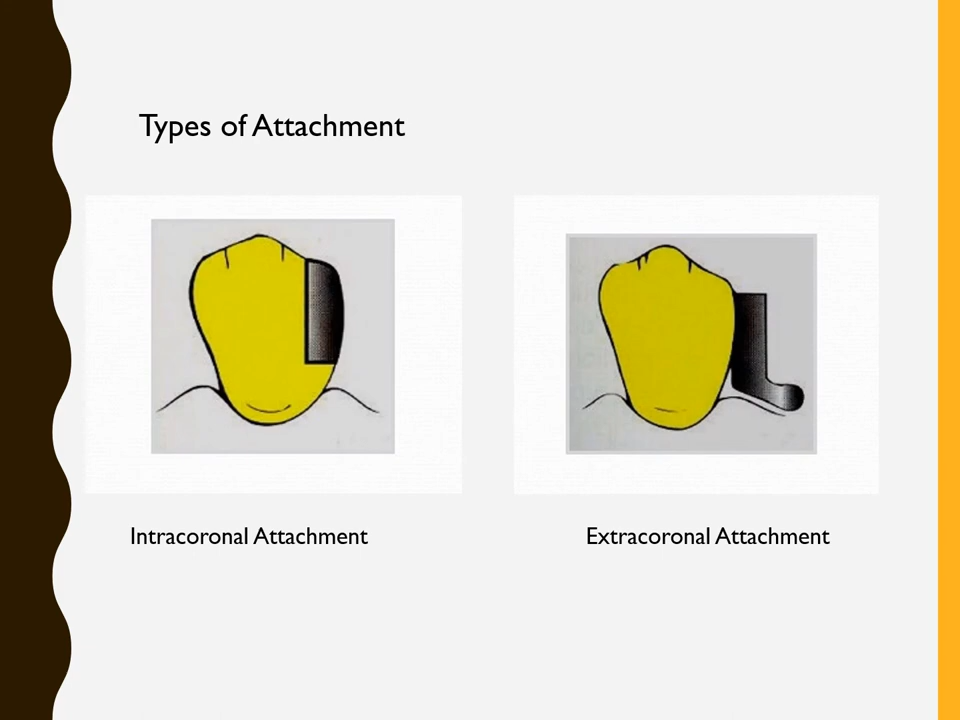 Types of Attachment
Intracoronal Attachment
Extracoronal Attachment